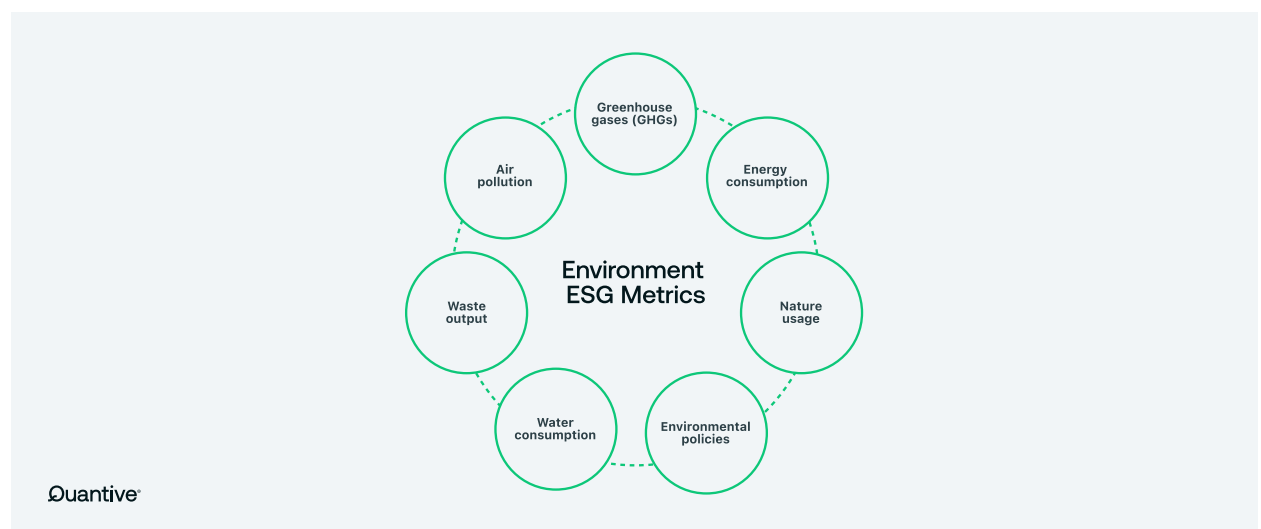 Greenhouse
gases (GHGs)
Air
pollution
Energy
consumption
Environment
ESG Metrics
Waste
output
Nature
usage
Water
consumption
Environmental
policies
Quantive